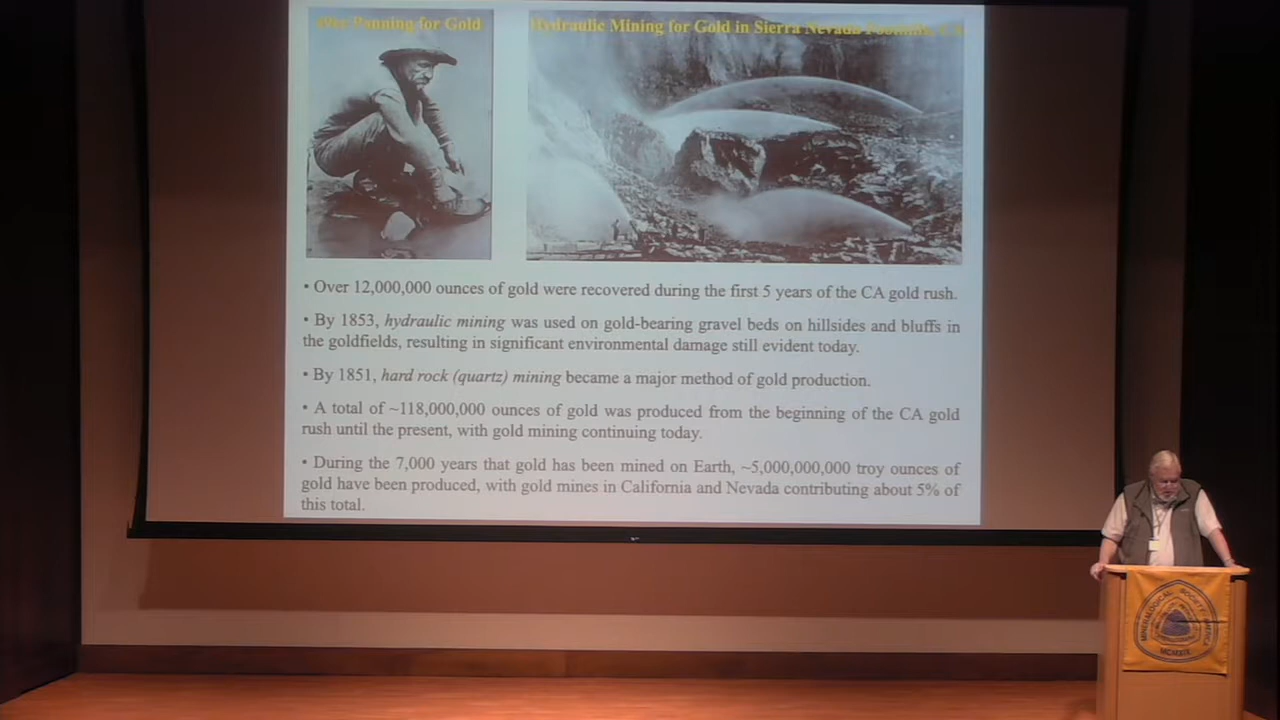 49er Panning for Gold
Hydraulic Mining for Gold in Sierra Nevada Foothills, CA
• Over 12,000,000 ounces of gold were recovered during the first 5 years of the CA gold rush.
• By 1853, hydraulic mining was used on gold-bearing gravel beds on hillsides and bluffs in
the goldfields, resulting in significant environmental damage still evident today.
• By 1851, hard rock (quartz) mining became a major method of gold production.
• A total of ~118,000,000 ounces of gold was produced from the beginning of the CA gold
rush until the present, with gold mining continuing today.
• During the 7,000 years that gold has been mined on Earth, ~5,000,000,000 troy ounces of
gold have been produced, with gold mines in California and Nevada contributing about 5% of
this total.
MINERALOGICAL SOCIETY AMERICA
MCMXIX